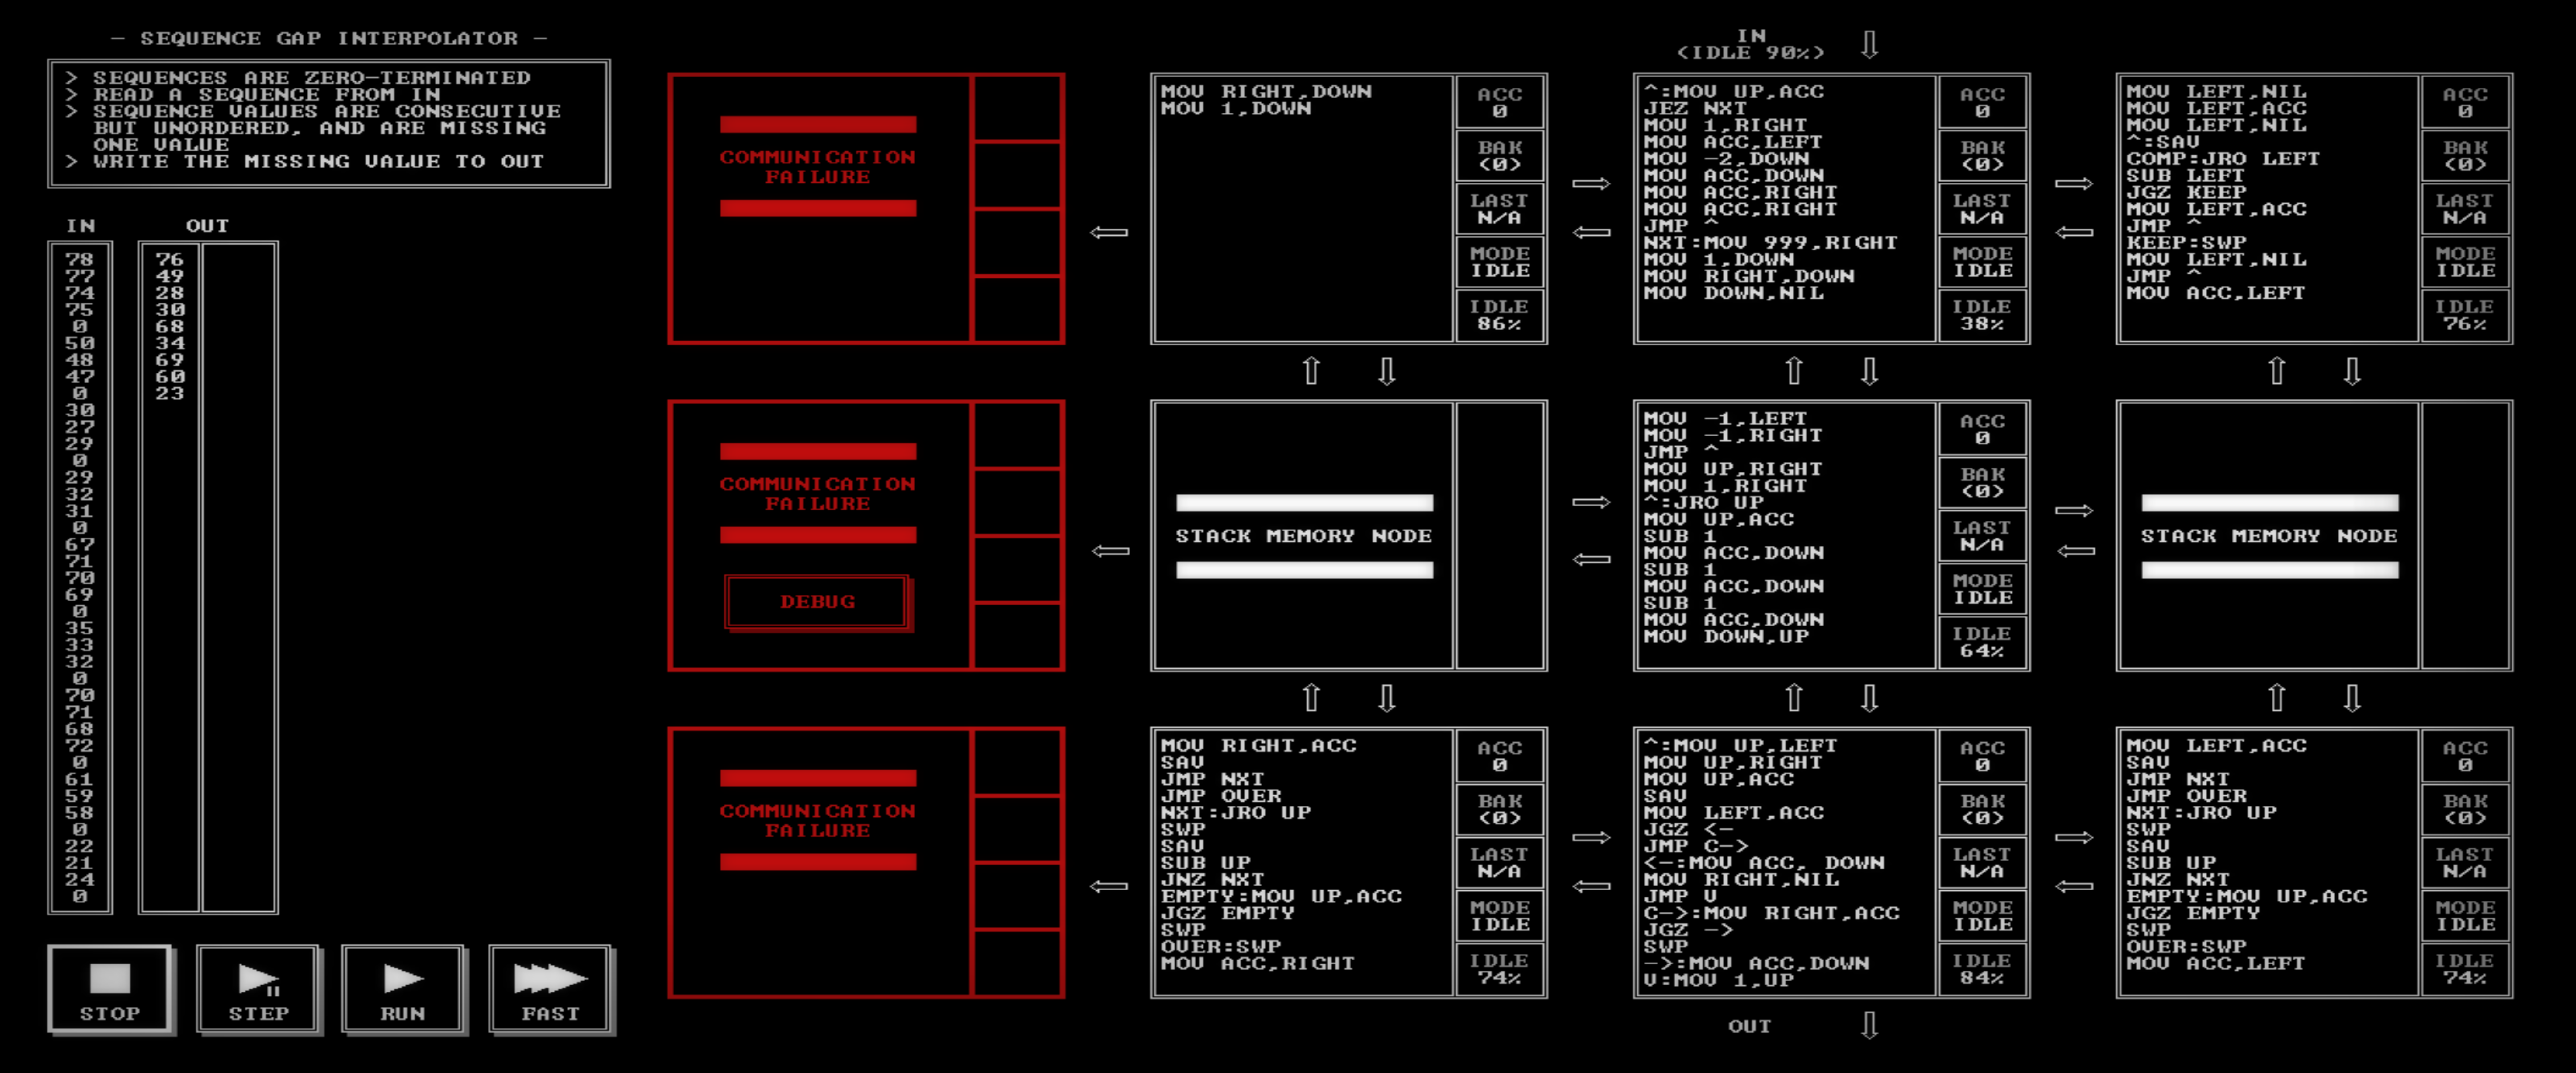 - SEQUENCE GAP INTERPOLATOR -
> SEQUENCES ARE ZERO-TERMINATED
> READ A SEQUENCE FROM IN
> SEQUENCE VALUES ARE CONSECUTIVE
BUT UNORDERED, AND ARE MISSING
ONE VALUE
> WRITE THE MISSING VALUE TO OUT
IN
78
77
74
75
0
50
48
47
0
30
27
29
0
29
32
31
0
67
71
70
69
0
35
33
32
0
70
71
68
72
0
61
59
58
0
22
21
24
0
OUT
76
49
28
30
68
34
69
60
23
STOP
STEP
RUN
FAST
IN
(IDLE 90%)
COMMUNICATION
FAILURE
MOV RIGHT,DOWN
MOV 1,DOWN
ACC
0
BAK
(0)
LAST
N/A
MODE
IDLE
IDLE
86%
^:MOV UP,ACC
JEZ NXT
MOV 1,RIGHT
MOV ACC,LEFT
MOV -2,DOWN
MOV ACC,DOWN
MOV ACC,RIGHT
MOV ACC,RIGHT
JMP ^
NXT:MOV 999,RIGHT
MOV 1,DOWN
MOV RIGHT,DOWN
MOV DOWN,NIL
ACC
0
BAK
(0)
LAST
N/A
MODE
IDLE
IDLE
38%
MOV LEFT,NIL
MOV LEFT,ACC
MOV LEFT,NIL
^:SAV
COMP:JRO LEFT
SUB LEFT
JGZ KEEP
MOV LEFT,ACC
JMP ^
KEEP:SWP
MOV LEFT,NIL
JMP ^
MOV ACC,LEFT
ACC
0
BAK
(0)
LAST
N/A
MODE
IDLE
IDLE
76%
COMMUNICATION
FAILURE
DEBUG
STACK MEMORY NODE
MOV -1,LEFT
MOV -1,RIGHT
JMP ^
MOV UP,RIGHT
MOV 1,RIGHT
^:JRO UP
MOV UP,ACC
SUB 1
MOV ACC,DOWN
SUB 1
MOV ACC,DOWN
SUB 1
MOV ACC,DOWN
MOV DOWN,UP
ACC
0
BAK
(0)
LAST
N/A
MODE
IDLE
IDLE
64%
STACK MEMORY NODE
COMMUNICATION
FAILURE
MOV RIGHT,ACC
SAV
JMP NXT
JMP OVER
NXT:JRO UP
SWP
SAV
SUB UP
JNZ NXT
EMPTY:MOV UP,ACC
JGZ EMPTY
SWP
OVER:SWP
MOV ACC,RIGHT
ACC
0
BAK
(0)
LAST
N/A
MODE
IDLE
IDLE
74%
^:MOV UP,LEFT
MOV UP,RIGHT
MOV UP,ACC
SAV
MOV LEFT,ACC
JGZ <-
JMP C->
<-:MOV ACC, DOWN
MOV RIGHT,NIL
JMP V
C->:MOV RIGHT,ACC
JGZ ->
SWP
->:MOV ACC,DOWN
V:MOV 1,UP
ACC
0
BAK
(0)
LAST
N/A
MODE
IDLE
IDLE
84%
MOV LEFT,ACC
SAV
JMP NXT
JMP OVER
NXT:JRO UP
SWP
SAV
SUB UP
JNZ NXT
EMPTY:MOV UP,ACC
JGZ EMPTY
SWP
OVER:SWP
MOV ACC,LEFT
ACC
0
BAK
(0)
LAST
N/A
MODE
IDLE
IDLE
74%
OUT